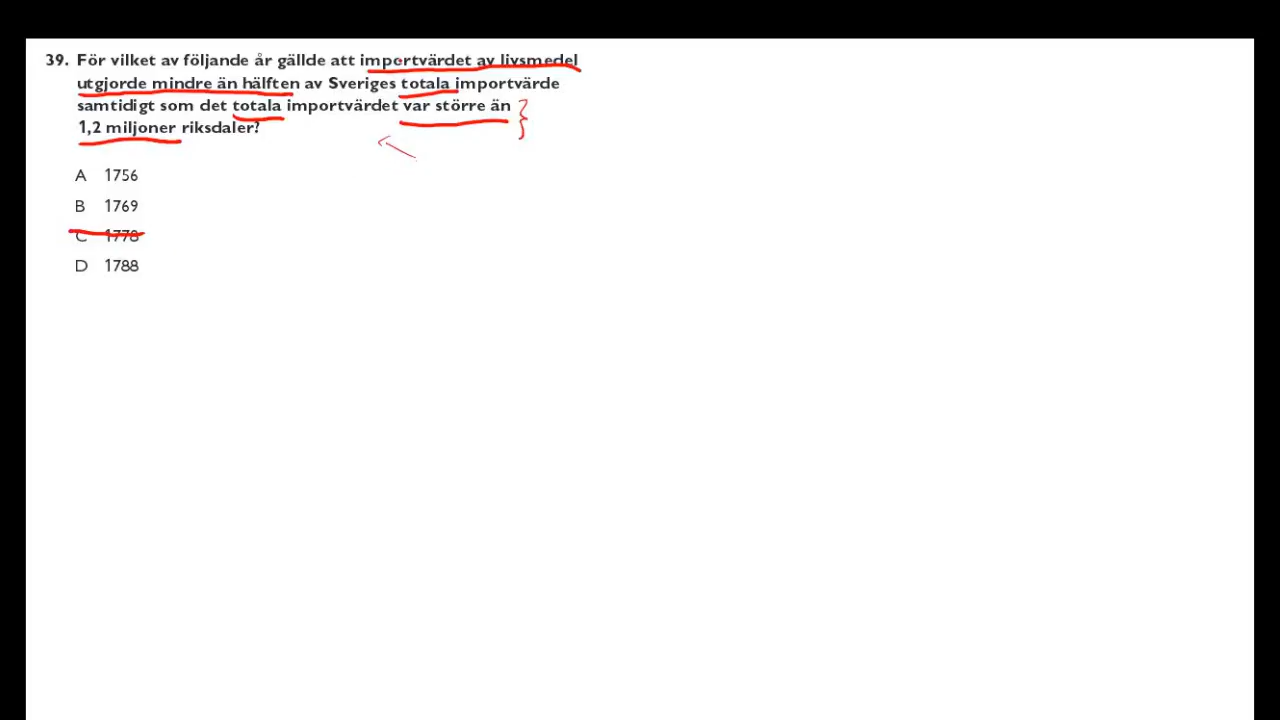 39. För vilket av följande år gällde att importvärdet av livsmedel
utgjorde mindre än hälften av Sveriges totala importvärde
samtidigt som det totala importvärdet var större än
1,2 miljoner riksdaler?
A 1756
B 1769
C 1778
D 1788